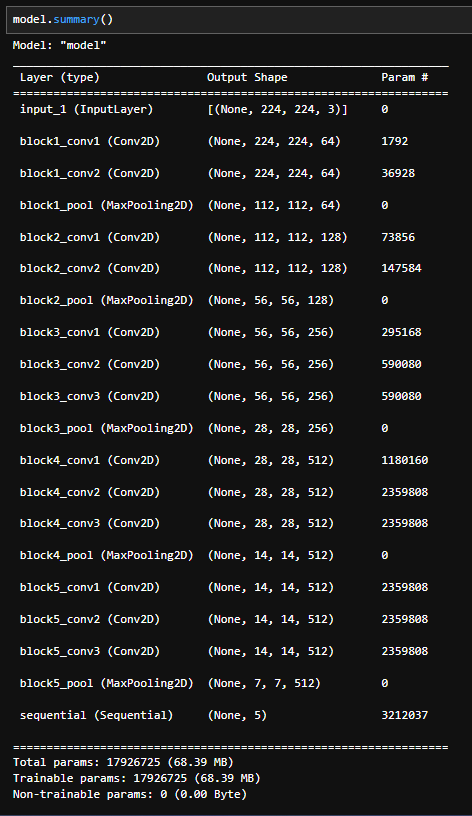 model.summary()
Model: "model"
_________________________________________________________________
Layer (type) Output Shape Param #
=================================================================
input_1 (InputLayer) [(None, 224, 224, 3)] 0
block1_conv1 (Conv2D) (None, 224, 224, 64) 1792
block1_conv2 (Conv2D) (None, 224, 224, 64) 36928
block1_pool (MaxPooling2D) (None, 112, 112, 64) 0
block2_conv1 (Conv2D) (None, 112, 112, 128) 73856
block2_conv2 (Conv2D) (None, 112, 112, 128) 147584
block2_pool (MaxPooling2D) (None, 56, 56, 128) 0
block3_conv1 (Conv2D) (None, 56, 56, 256) 295168
block3_conv2 (Conv2D) (None, 56, 56, 256) 590080
block3_conv3 (Conv2D) (None, 56, 56, 256) 590080
block3_pool (MaxPooling2D) (None, 28, 28, 256) 0
block4_conv1 (Conv2D) (None, 28, 28, 512) 1180160
block4_conv2 (Conv2D) (None, 28, 28, 512) 2359808
block4_conv3 (Conv2D) (None, 28, 28, 512) 2359808
block4_pool (MaxPooling2D) (None, 14, 14, 512) 0
block5_conv1 (Conv2D) (None, 14, 14, 512) 2359808
block5_conv2 (Conv2D) (None, 14, 14, 512) 2359808
block5_conv3 (Conv2D) (None, 14, 14, 512) 2359808
block5_pool (MaxPooling2D) (None, 7, 7, 512) 0
sequential (Sequential) (None, 5) 3212037
=================================================================
Total params: 17926725 (68.39 MB)
Trainable params: 17926725 (68.39 MB)
Non-trainable params: 0 (0.00 Byte)